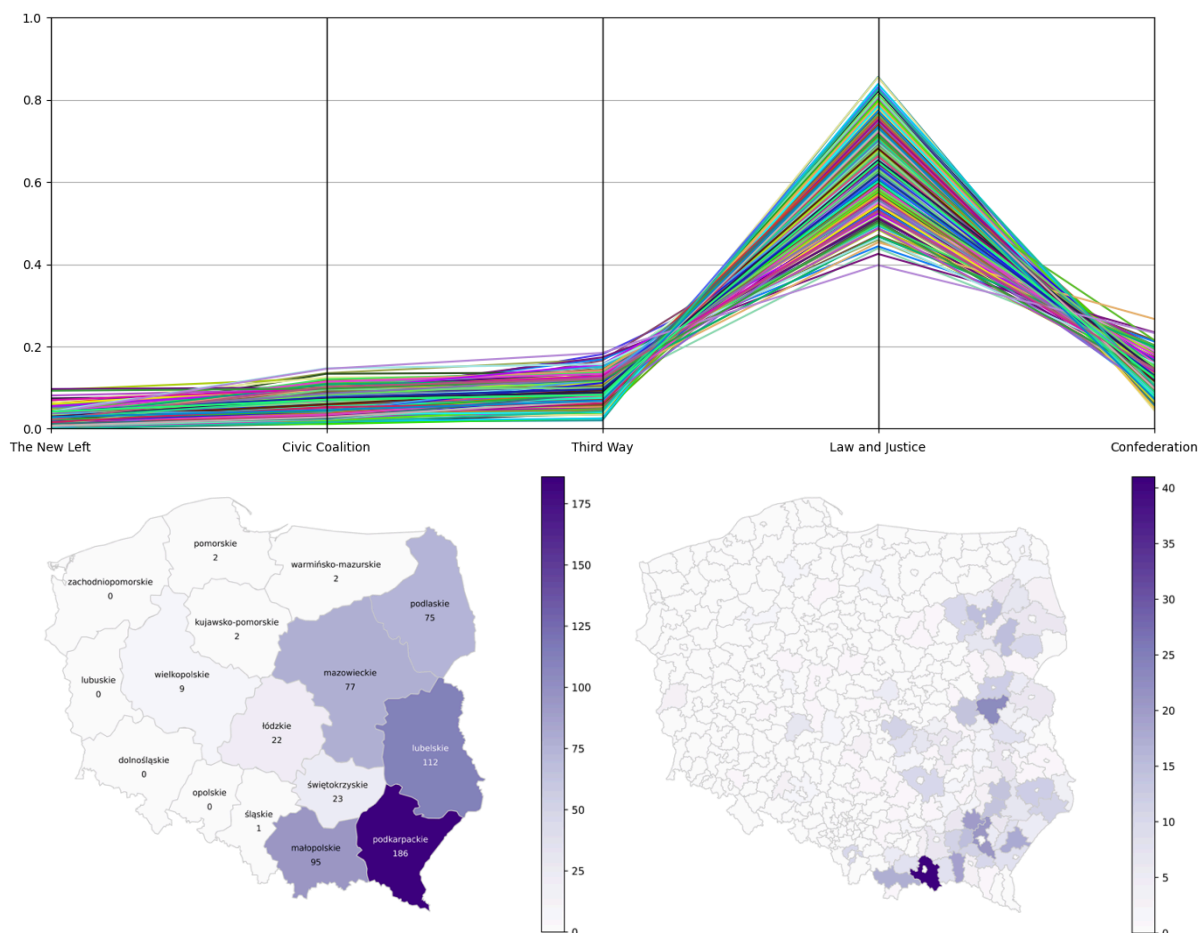 1.0
0.8
0.6
0.4
0.2
0.0
The New Left
Civic Coalition
Third Way
Law and Justice
Confederation
pomorskie
2
warmińsko-mazurskie
2
zachodniopomorskie
0
podlaskie
75
kujawsko-pomorskie
2
mazowieckie
77
wielkopolskie
9
lubuskie
0
łódzkie
22
lubelskie
112
dolnośląskie
0
świętokrzyskie
23
opolskie
0
śląskie
1
podkarpackie
186
małopolskie
95
175
150
125
100
75
50
25
0
40
35
30
25
20
15
10
5
0